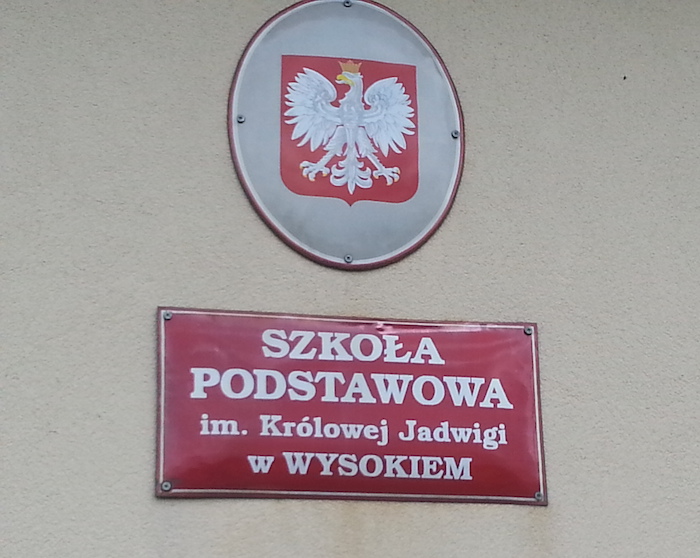 SZKOŁA
PODSTAWOWA
im. Królowej Jadwigi
w WYSOKIEM